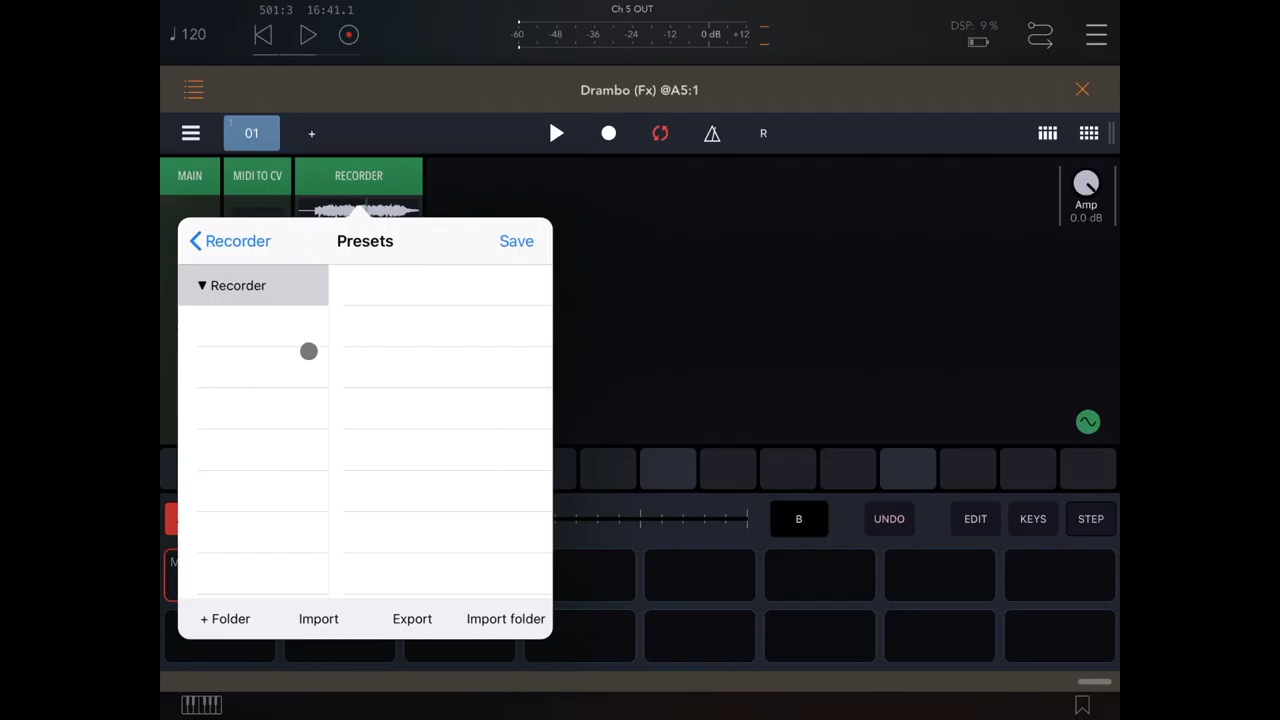 501:3 16:41.1
Ch 5 OUT
♩ 120
-60 -48 -36 -24 -12 0 dB +12
DSP: 9 %
Drambo (Fx) @A5:1
1
01
+
R
MAIN
MIDI TO CV
RECORDER
Amp
0.0 dB
Recorder
Presets
Save
▼ Recorder
B
UNDO
EDIT
KEYS
STEP
M
+ Folder
Import
Export
Import folder